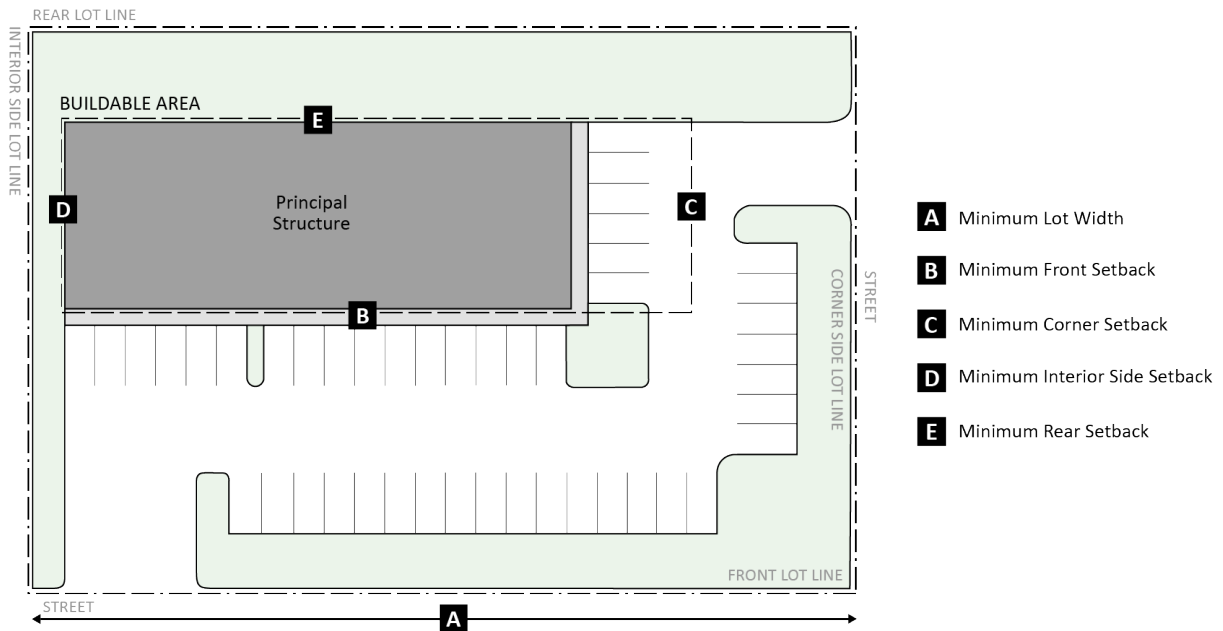 REAR LOT LINE
INTERIOR SIDE LOT LINE
BUILDABLE AREA
E
Principal
Structure
D
C
B
CORNER SIDE LOT LINE
STREET
FRONT LOT LINE
STREET
A
A Minimum Lot Width
B Minimum Front Setback
C Minimum Corner Setback
D Minimum Interior Side Setback
E Minimum Rear Setback